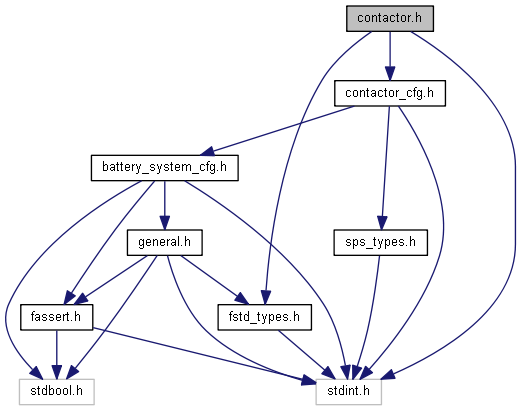 contactor.h
contactor_cfg.h
battery_system_cfg.h
general.h
sps_types.h
fassert.h
fstd_types.h
stdbool.h
stdint.h